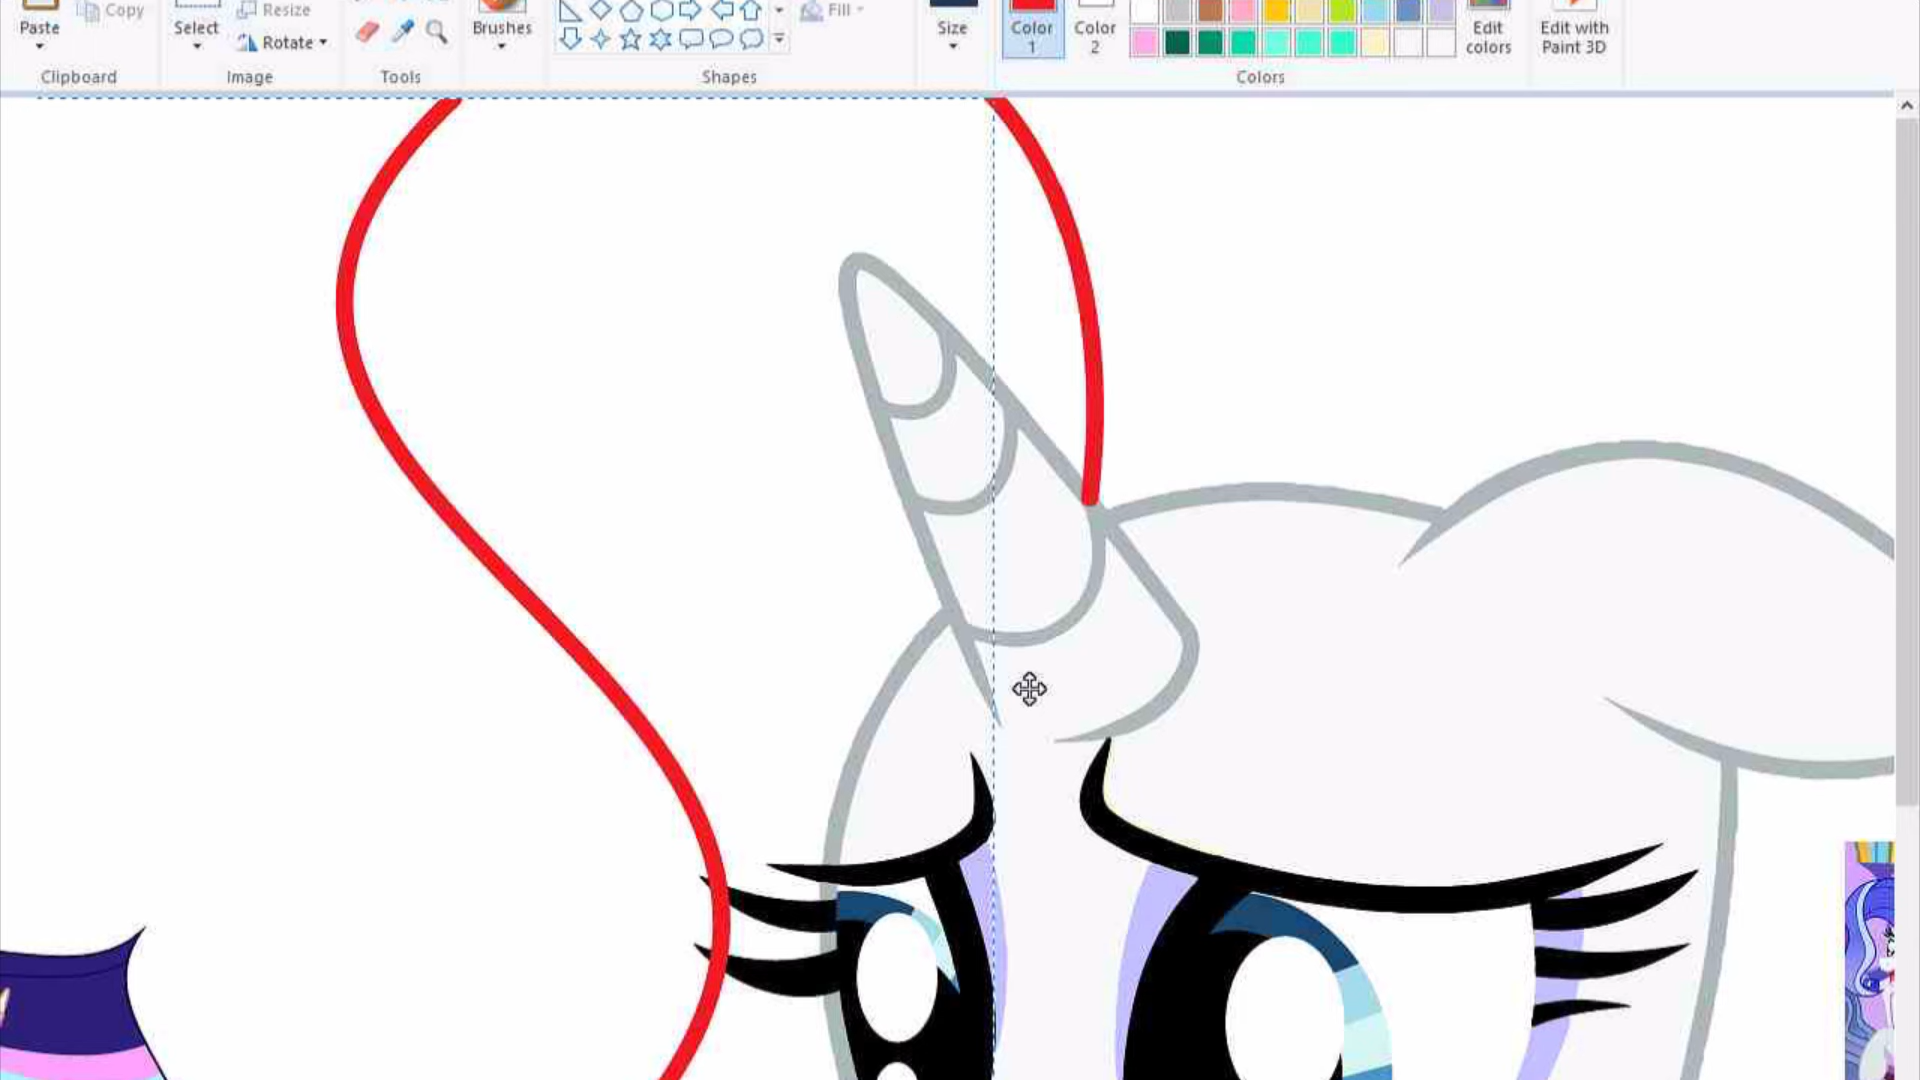 Paste
Copy
Select
Resize
Rotate
Brushes
Fill
Size
Color
1
Color
2
Edit
colors
Edit with
Paint 3D
Clipboard
Image
Tools
Shapes
Colors